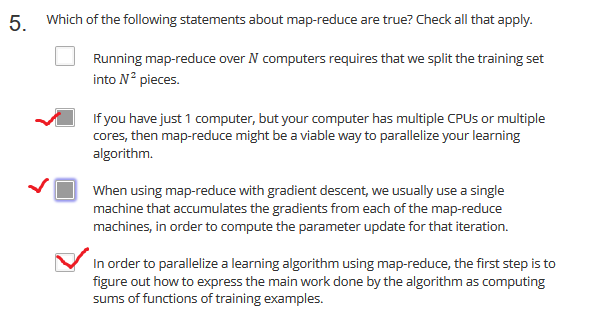 5. Which of the following statements about map-reduce are true? Check all that apply.
Running map-reduce over N computers requires that we split the training set
into N² pieces.
If you have just 1 computer, but your computer has multiple CPUs or multiple
cores, then map-reduce might be a viable way to parallelize your learning
algorithm.
When using map-reduce with gradient descent, we usually use a single
machine that accumulates the gradients from each of the map-reduce
machines, in order to compute the parameter update for that iteration.
In order to parallelize a learning algorithm using map-reduce, the first step is to
figure out how to express the main work done by the algorithm as computing
sums of functions of training examples.